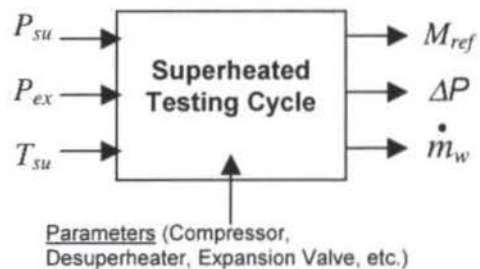 P_su
M_ref
Superheated
Testing Cycle
P_ex
ΔP
T_su
ṁ_w
Parameters (Compressor,
Desuperheater, Expansion Valve, etc.)